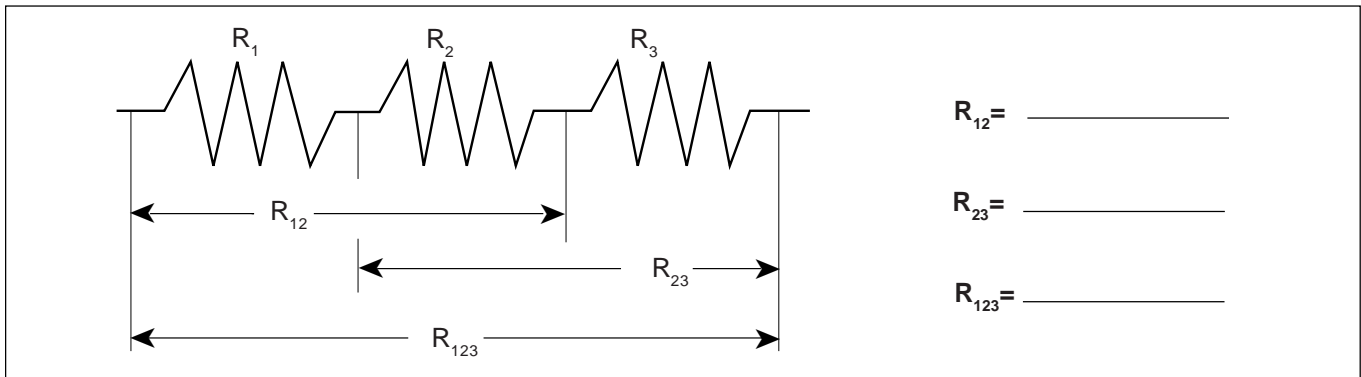 R₁ R₂ R₃
R₁₂
R₂₃
R₁₂₃
R₁₂=
R₂₃=
R₁₂₃=